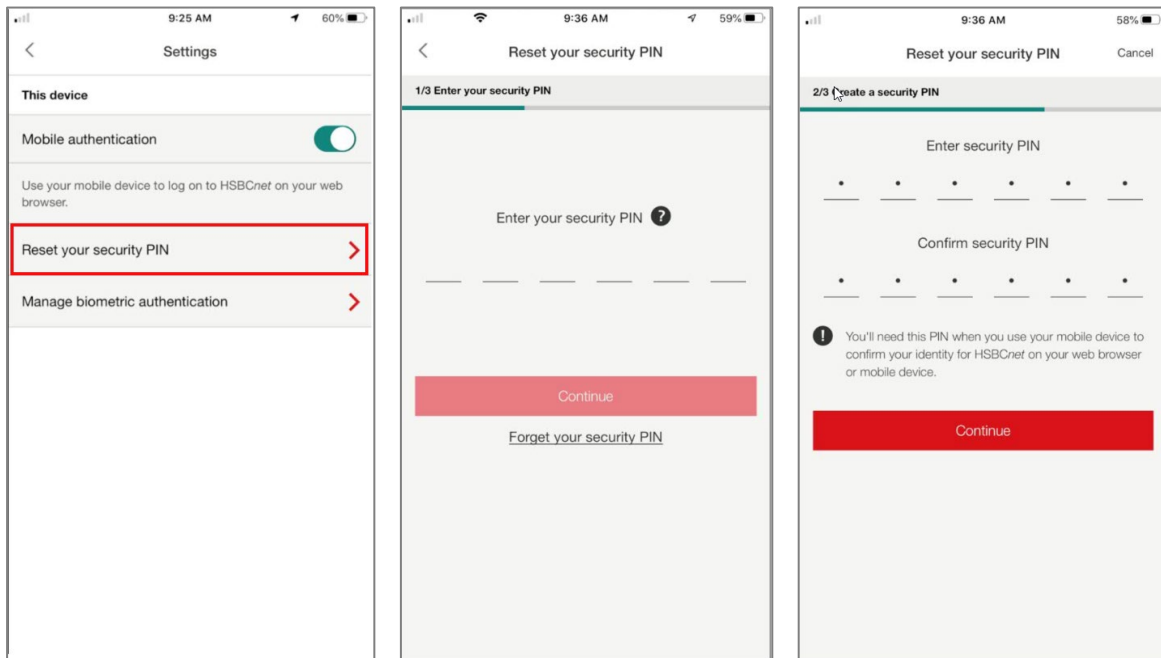 9:25 AM
60%
Settings
This device
Mobile authentication
Use your mobile device to log on to HSBCnet on your web
browser.
Reset your security PIN
Manage biometric authentication
9:36 AM
59%
Reset your security PIN
1/3 Enter your security PIN
Enter your security PIN ?
Continue
Forget your security PIN
9:36 AM
58%
Reset your security PIN
Cancel
2/3 Create a security PIN
Enter security PIN
Confirm security PIN
! You'll need this PIN when you use your mobile device to
confirm your identity for HSBCnet on your web browser
or mobile device.
Continue